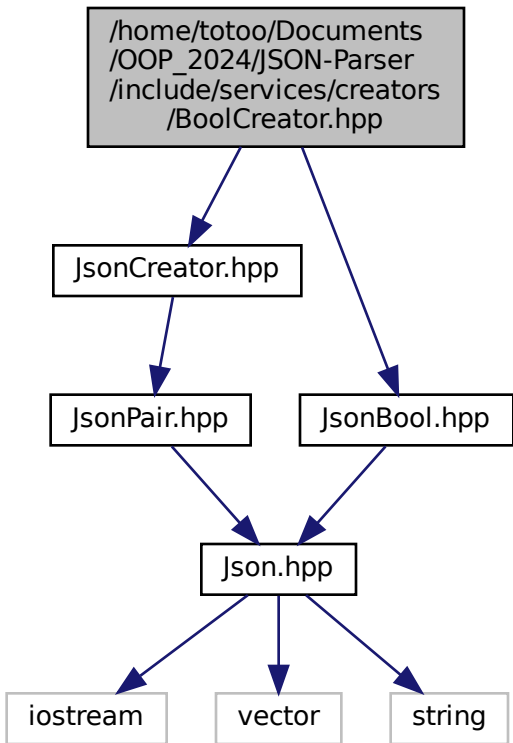 /home/totoo/Documents
/OOP_2024/JSON-Parser
/include/services/creators
/BoolCreator.hpp
JsonCreator.hpp
JsonPair.hpp
JsonBool.hpp
Json.hpp
iostream
vector
string